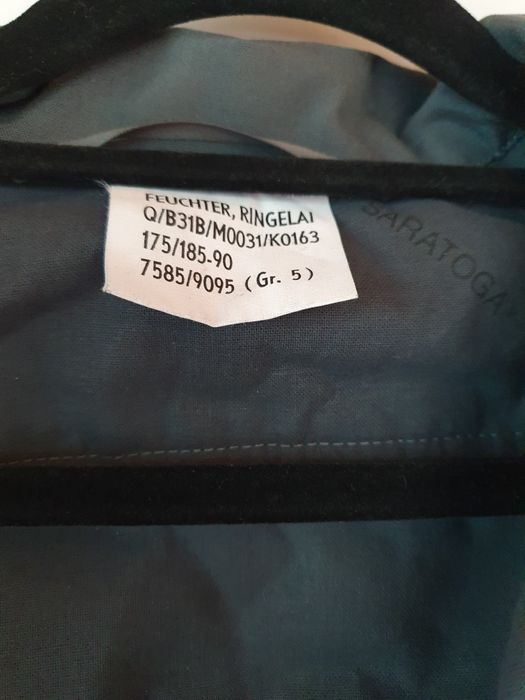 FEUCHTER, RINGELAI
Q/B31B/M0031/K0163
175/185-90
7585/9095 (Gr. 5)
SARATOGA